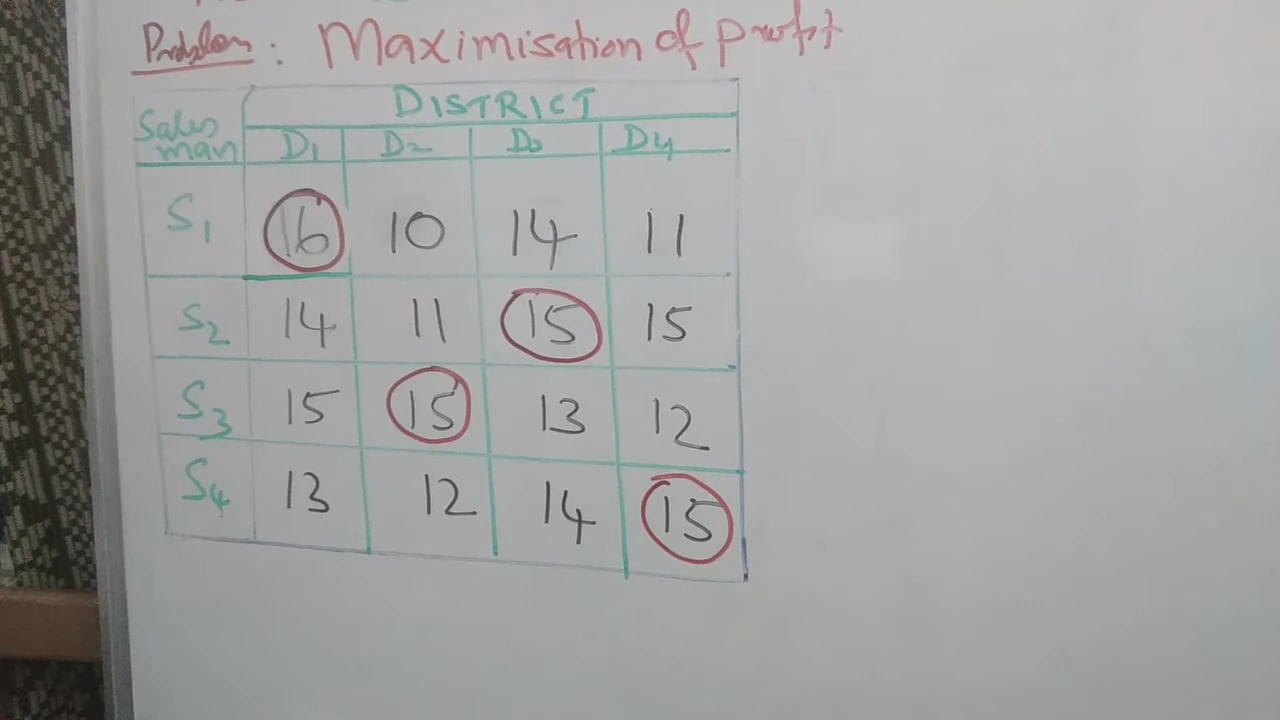 Problem : Maximisation of profit
DISTRICT
Sales man D1 D2 D3 D4
S1 16 10 14 11
S2 14 11 15 15
S3 15 15 13 12
S4 13 12 14 15